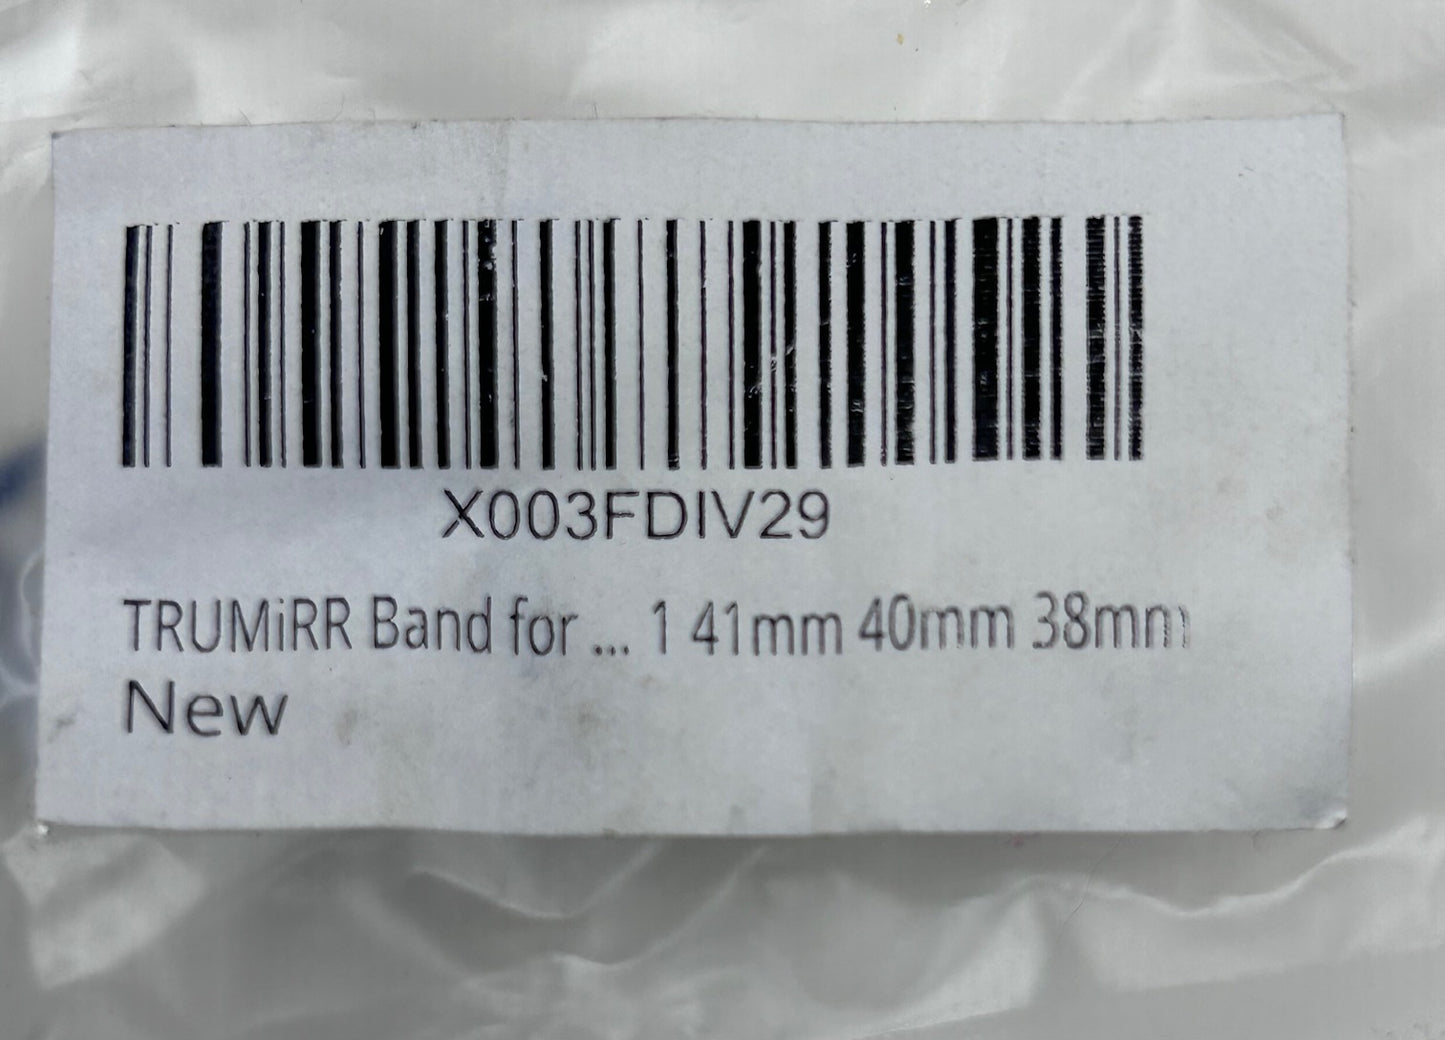 X003FDIV29
TRUMiRR Band for ... 1 41mm 40mm 38mm
New